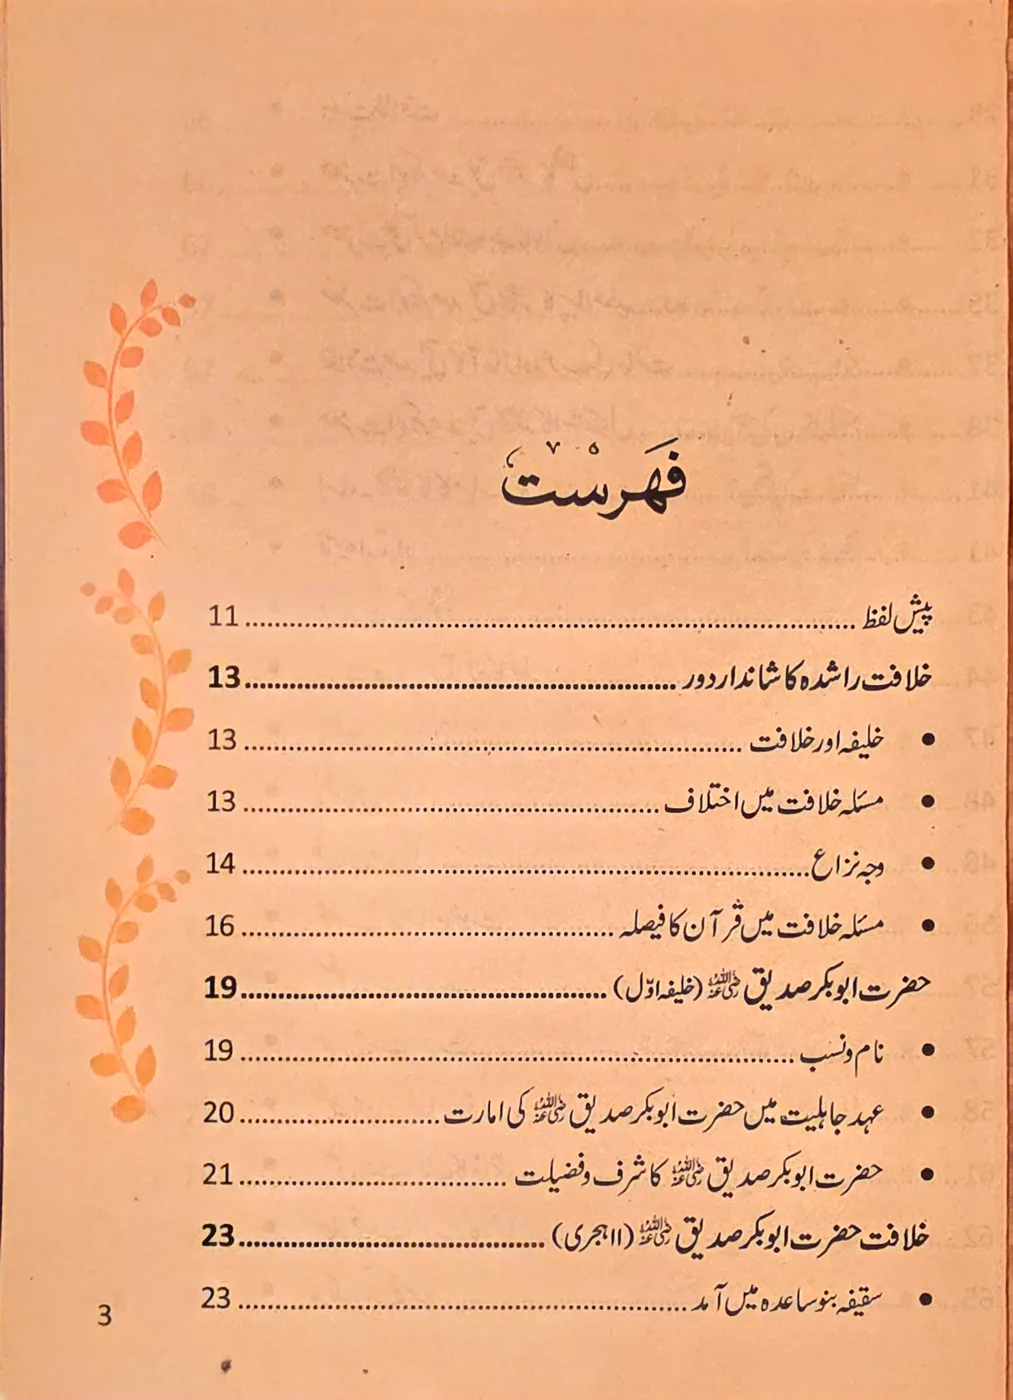 فہرست
پیش لفظ ........ 11
خلافت راشدہ کا شاندار دور ........ 13
• خلیفہ اور خلافت ........ 13
• مسئلہ خلافت میں اختلاف ........ 13
• وجہ نزاع ........ 14
• مسئلہ خلافت میں قرآن کا فیصلہ ........ 16
حضرت ابوبکر صدیق رضی اللہ عنہ (خلیفہ اوّل) ........ 19
• نام و نسب ........ 19
• عہد جاہلیت میں حضرت ابوبکر صدیق رضی اللہ عنہ کی امارت ........ 20
• حضرت ابوبکر صدیق رضی اللہ عنہ کا شرف و فضیلت ........ 21
خلافت حضرت ابوبکر صدیق رضی اللہ عنہ (۱۱ ہجری) ........ 23
• سقیفہ بنو ساعدہ میں آمد ........ 23
3